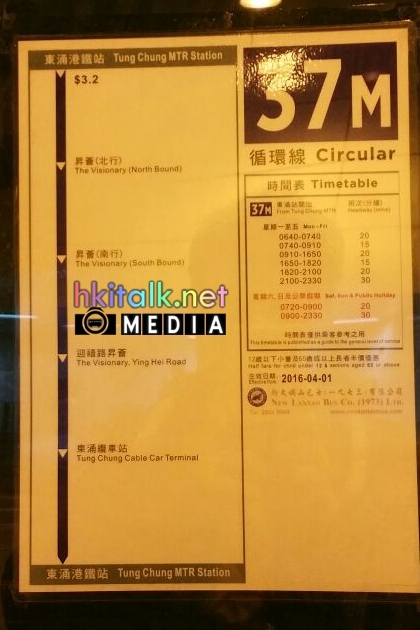 東涌港鐵站 Tung Chung MTR Station
$3.2
昇薈(北行)
The Visionary (North Bound)
昇薈(南行)
The Visionary (South Bound)
hkitalk.net
MEDIA
迎禧路昇薈
The Visionary, Ying Hei Road
東涌纜車站
Tung Chung Cable Car Terminal
東涌港鐵站 Tung Chung MTR Station
37M
循環線 Circular
時間表 Timetable
37M 東涌站開出 班次(分鐘)
From Tung Chung MTR Headway (mins)
星期一至五 Mon - Fri
0640-0740 20
0740-0910 15
0910-1650 20
1650-1820 15
1820-2100 20
2100-2330 30
星期六,日及公眾假期 Sat, Sun & Public Holiday
0720-0900 20
0900-2330 30
時間表僅供乘客參考之用
This timetable is published as a guide to the general level of service
12歲以下小童及65歲或以上長者半價優惠
Half fare for child under 12 & seniors aged 65 or above
生效日期 2016-04-01
Effective Date
新大嶼山巴士(一九七三)有限公司
New Lantao Bus Co. (1973) Ltd.